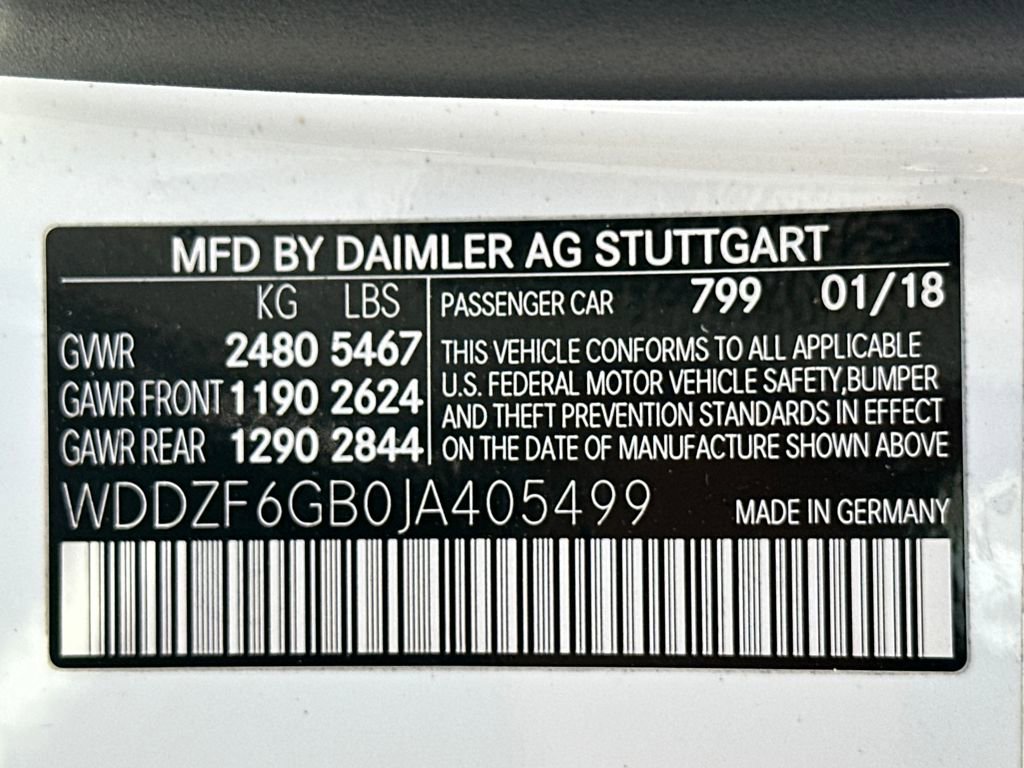 MFD BY DAIMLER AG STUTTGART
KG LBS
GVWR 2480 5467
GAWR FRONT 1190 2624
GAWR REAR 1290 2844
PASSENGER CAR 799 01/18
THIS VEHICLE CONFORMS TO ALL APPLICABLE
U.S. FEDERAL MOTOR VEHICLE SAFETY,BUMPER
AND THEFT PREVENTION STANDARDS IN EFFECT
ON THE DATE OF MANUFACTURE SHOWN ABOVE
WDDZF6GB0JA405499
MADE IN GERMANY